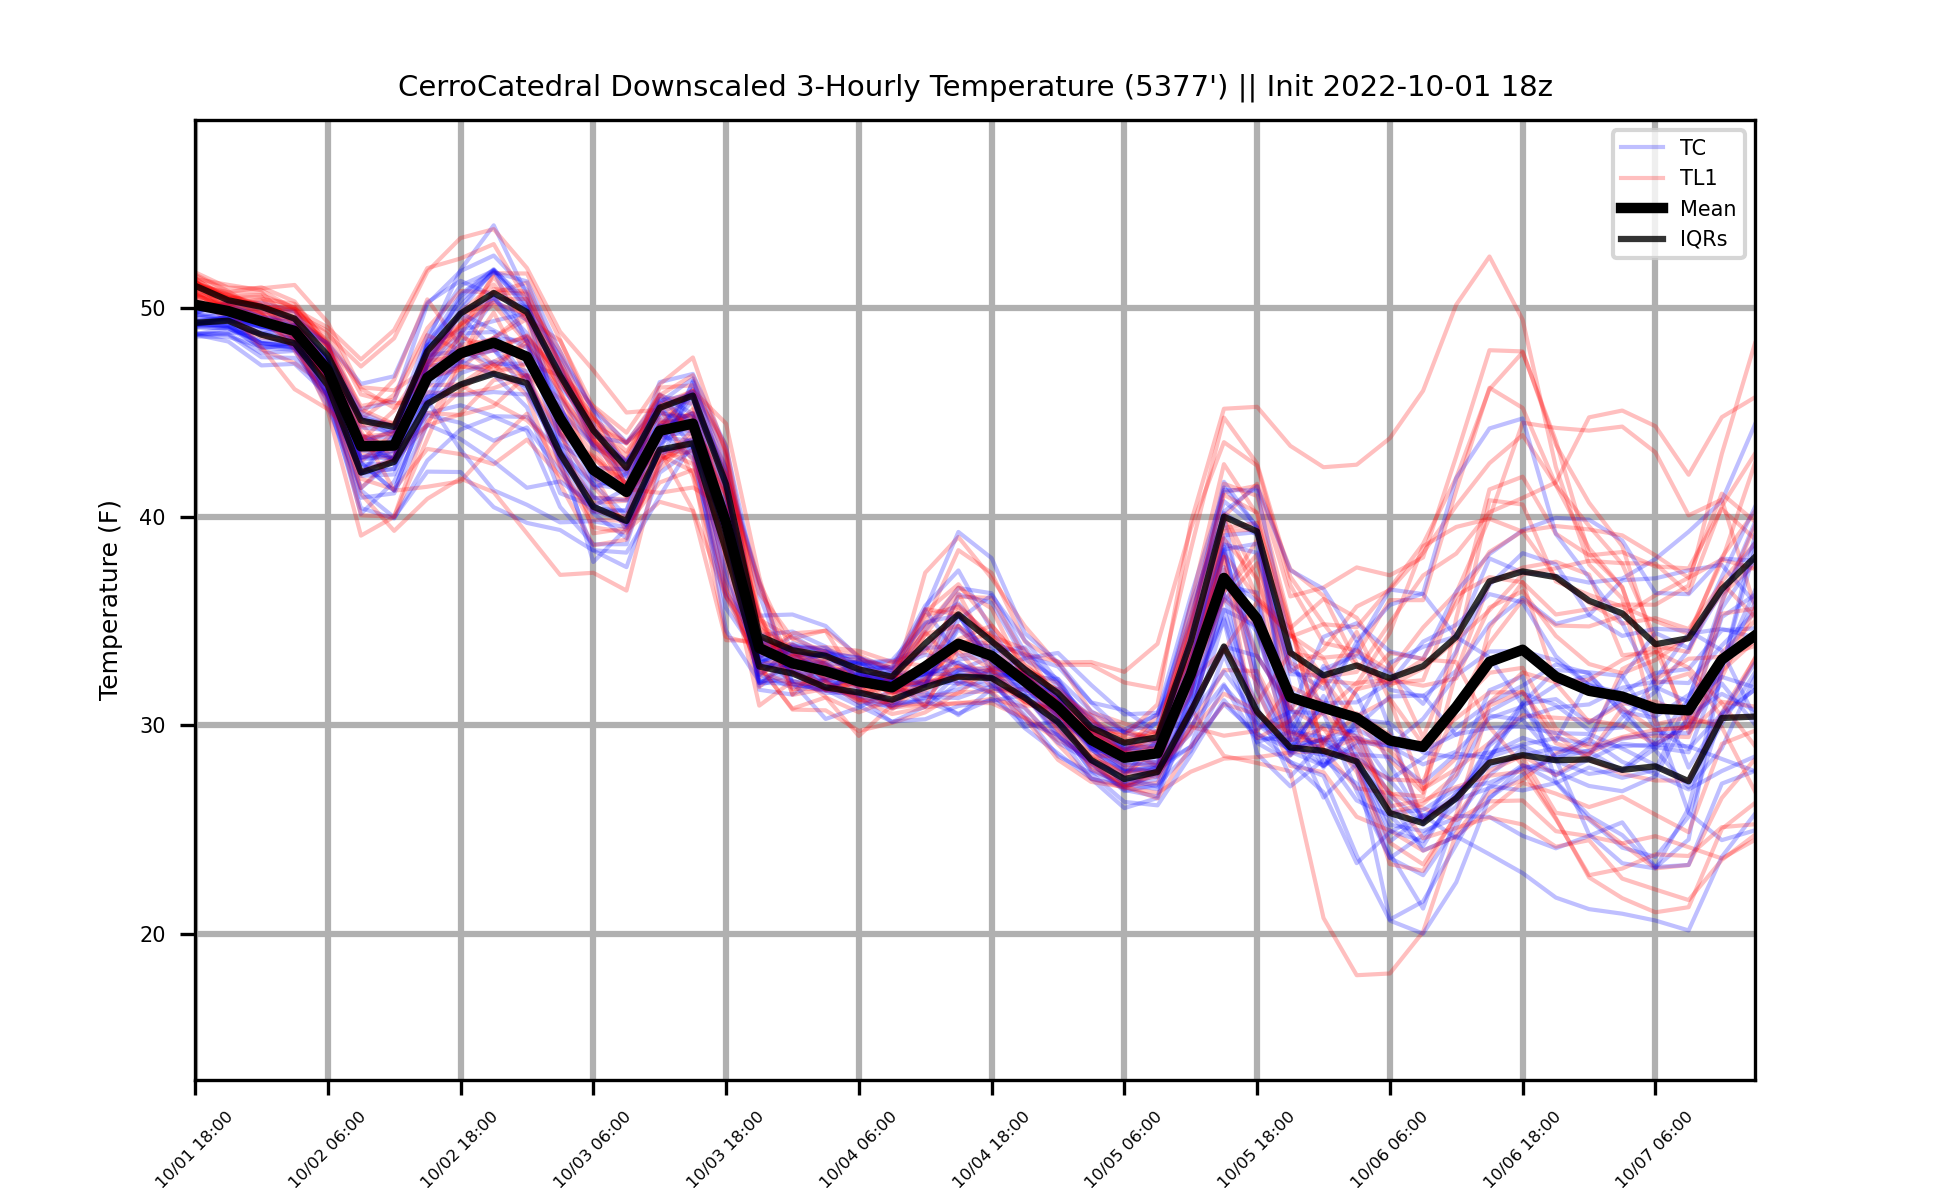 CerroCatedral Downscaled 3-Hourly Temperature (5377') || Init 2022-10-01 18z
TC
TL1
Mean
IQRs
Temperature (F)
50
40
30
20
10/01 18:00
10/02 06:00
10/02 18:00
10/03 06:00
10/03 18:00
10/04 06:00
10/04 18:00
10/05 06:00
10/05 18:00
10/06 06:00
10/06 18:00
10/07 06:00